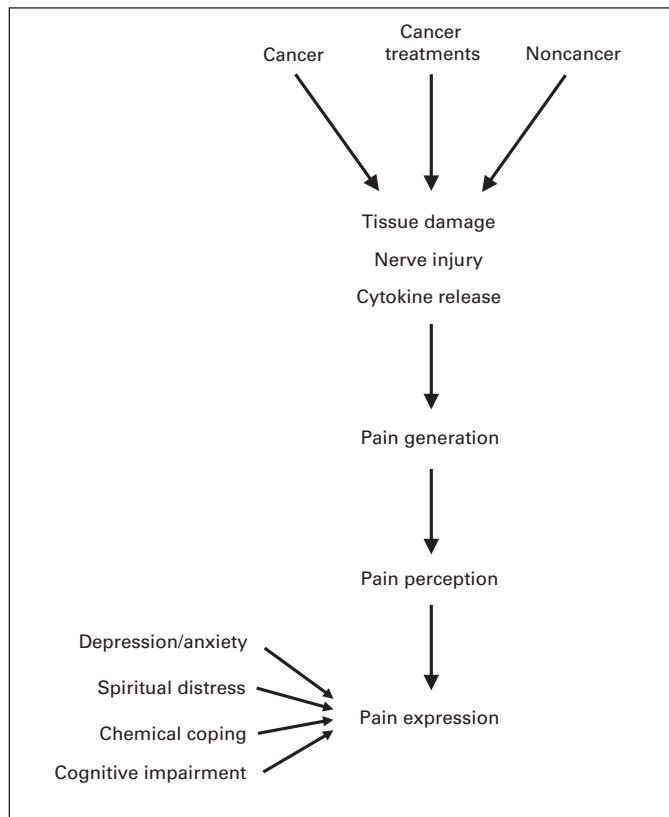 Cancer
Cancer
treatments
Noncancer
Tissue damage
Nerve injury
Cytokine release
Pain generation
Pain perception
Depression/anxiety
Spiritual distress
Chemical coping
Cognitive impairment
Pain expression